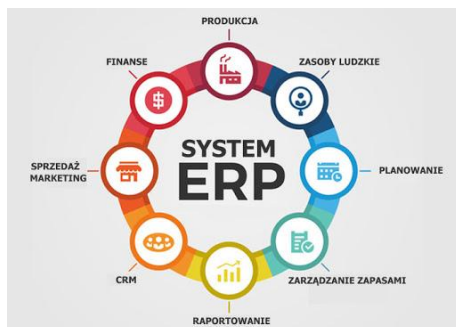 PRODUKCJA
FINANSE
ZASOBY LUDZKIE
SYSTEM
ERP
SPRZEDAŻ
MARKETING
PLANOWANIE
CRM
ZARZĄDZANIE ZAPASAMI
RAPORTOWANIE